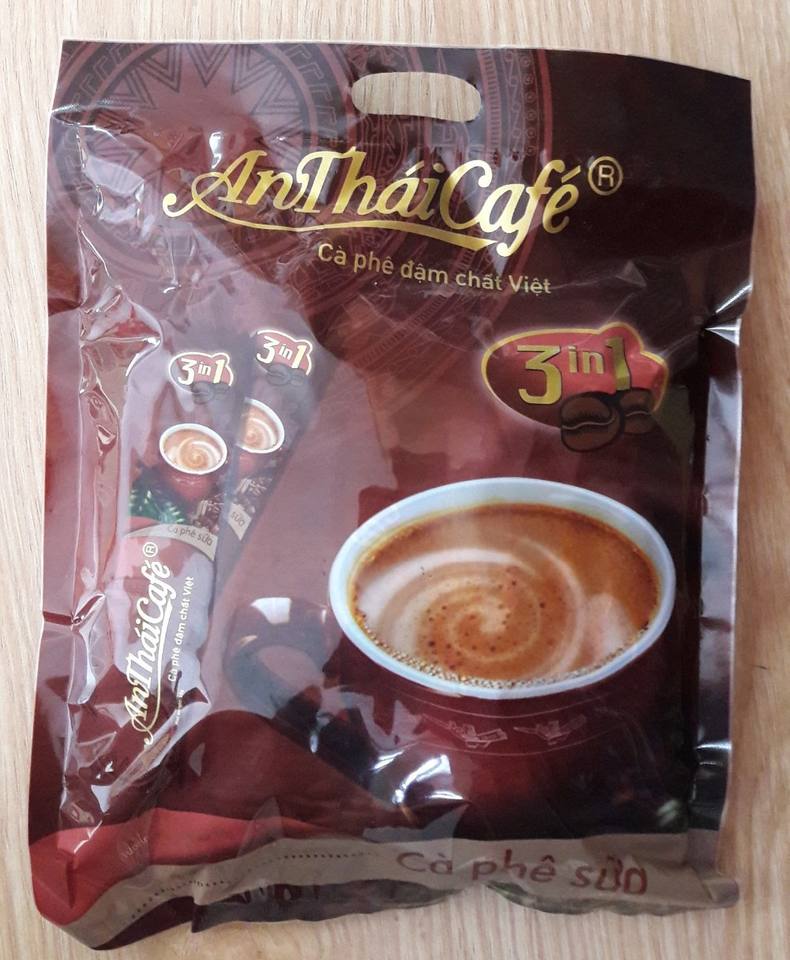 AnTháiCafé®
Cà phê đậm chất Việt
3in1
3in1
3in1
Cà phê sữa
sữa
AnTháiCafé®
Cà phê đậm chất Việt
Cà phê sữa